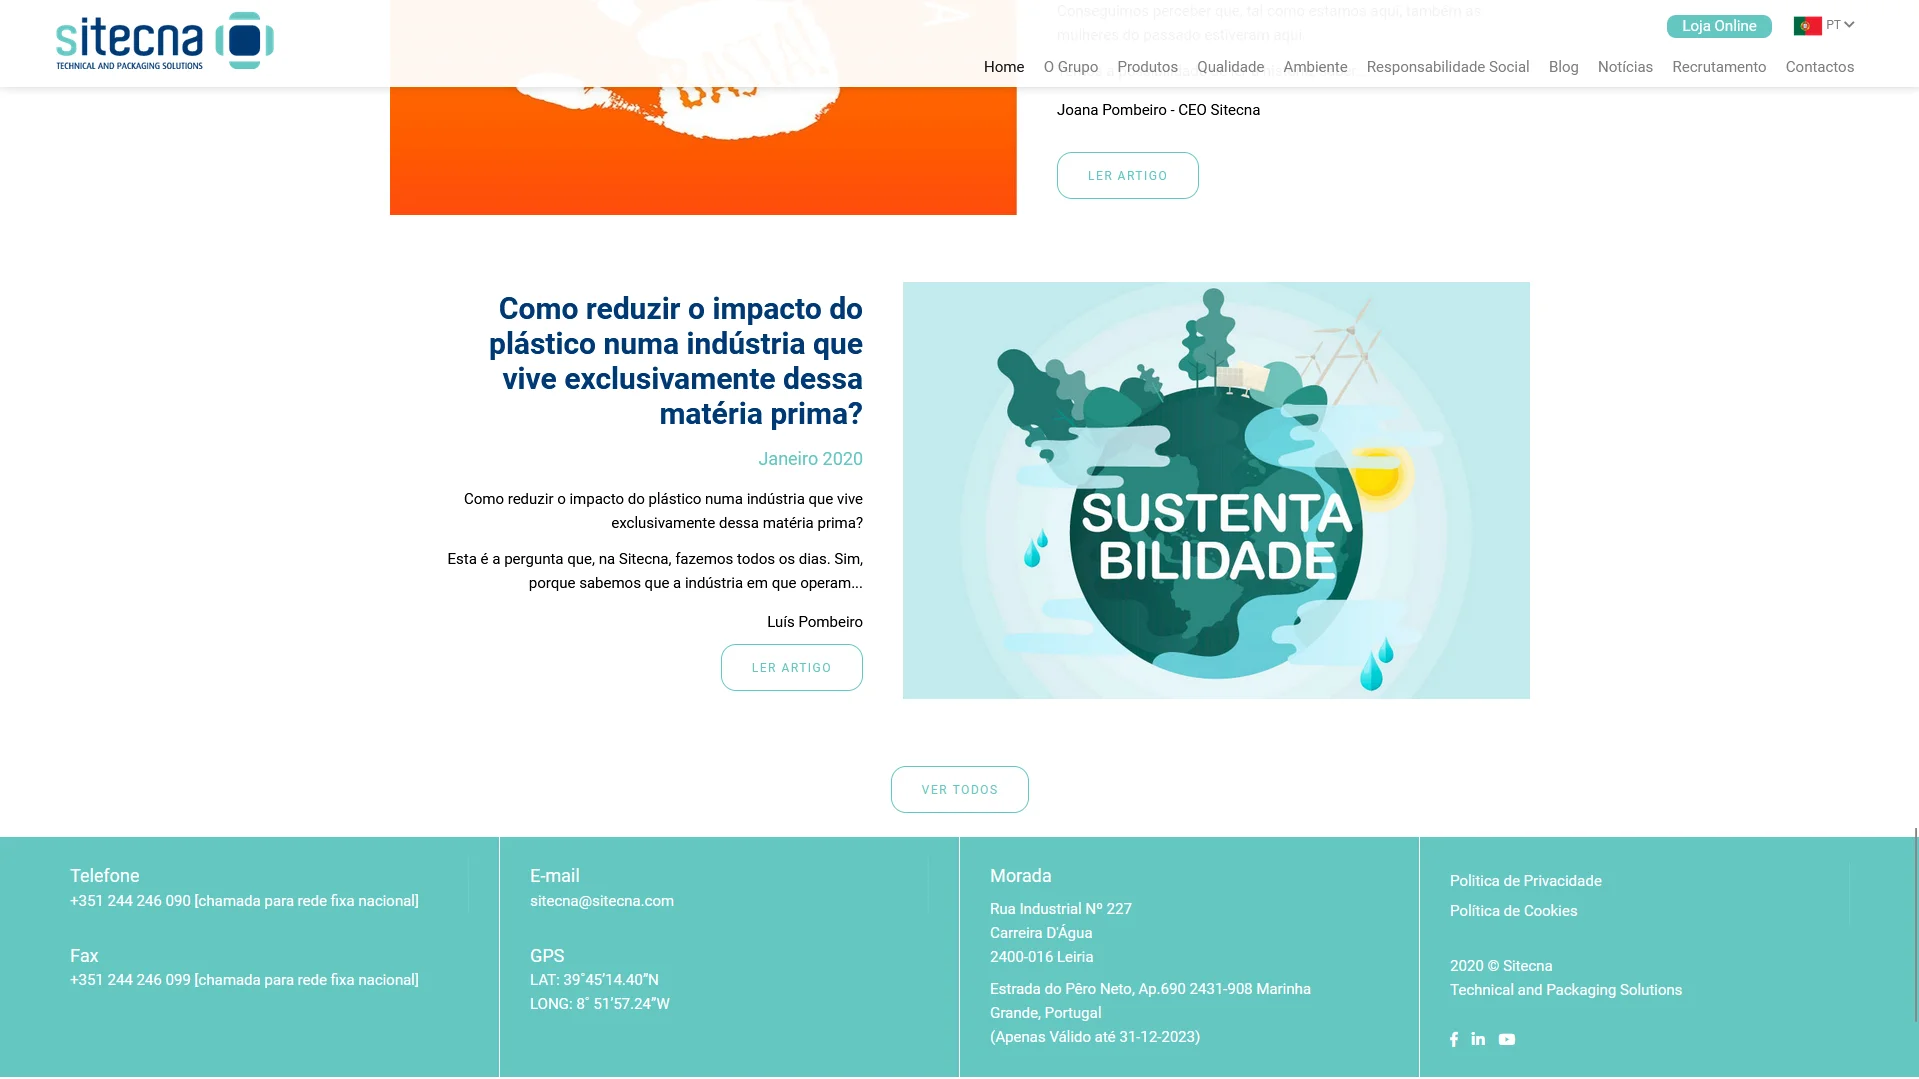 sitecna
TECHNICAL AND PACKAGING SOLUTIONS
Loja Online
PT
Home O Grupo Produtos Qualidade Ambiente Responsabilidade Social Blog Notícias Recrutamento Contactos
Conseguimos perceber que, tal como estamos aqui, também as
mulheres do passado estiveram aqui.
BASTA!
Joana Pombeiro - CEO Sitecna
LER ARTIGO
Como reduzir o impacto do
plástico numa indústria que
vive exclusivamente dessa
matéria prima?
Janeiro 2020
Como reduzir o impacto do plástico numa indústria que vive
exclusivamente dessa matéria prima?
Esta é a pergunta que, na Sitecna, fazemos todos os dias. Sim,
porque sabemos que a indústria em que operam...
Luís Pombeiro
LER ARTIGO
SUSTENTA
BILIDADE
VER TODOS
Telefone
+351 244 246 090 [chamada para rede fixa nacional]
Fax
+351 244 246 099 [chamada para rede fixa nacional]
E-mail
sitecna@sitecna.com
GPS
LAT: 39˚45’14.40’’N
LONG: 8˚ 51’57.24’’W
Morada
Rua Industrial Nº 227
Carreira D'Água
2400-016 Leiria
Estrada do Pêro Neto, Ap.690 2431-908 Marinha
Grande, Portugal
(Apenas Válido até 31-12-2023)
Politica de Privacidade
Política de Cookies
2020 © Sitecna
Technical and Packaging Solutions